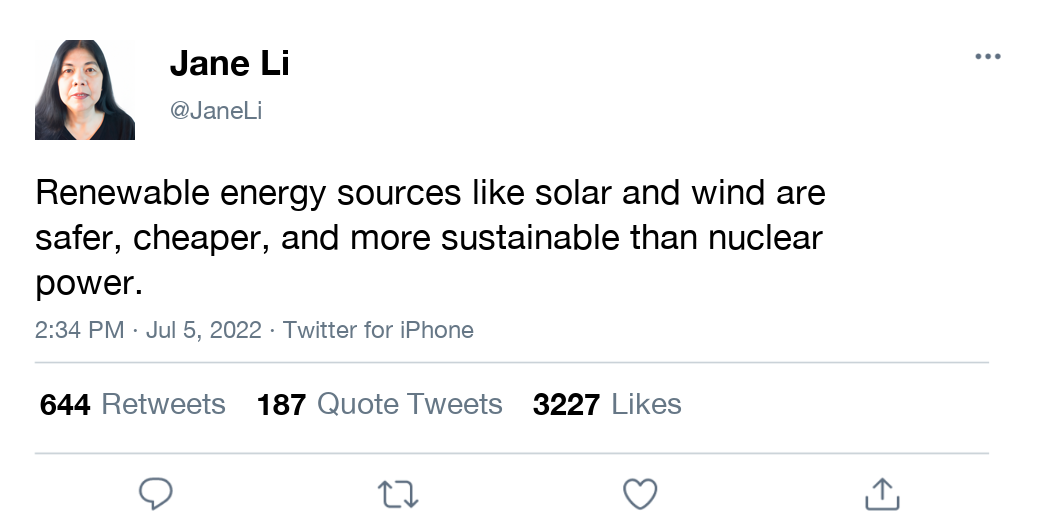 Jane Li
@JaneLi
Renewable energy sources like solar and wind are
safer, cheaper, and more sustainable than nuclear
power.
2:34 PM · Jul 5, 2022 · Twitter for iPhone
644 Retweets 187 Quote Tweets 3227 Likes